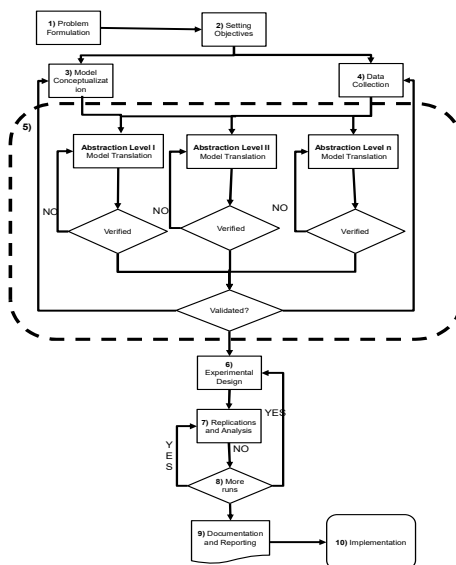 1) Problem
Formulation
2) Setting
Objectives
3) Model
Conceptualizat
ion
4) Data
Collection
5)
Abstraction Level I
Model Translation
Abstraction Level II
Model Translation
Abstraction Level n
Model Translation
NO
NO
NO
Verified
Verified
Verified
Validated?
6)
Experimental
Design
YES
7) Replications
and Analysis
Y
E
S
NO
8) More
runs
9) Documentation
and Reporting
10) Implementation